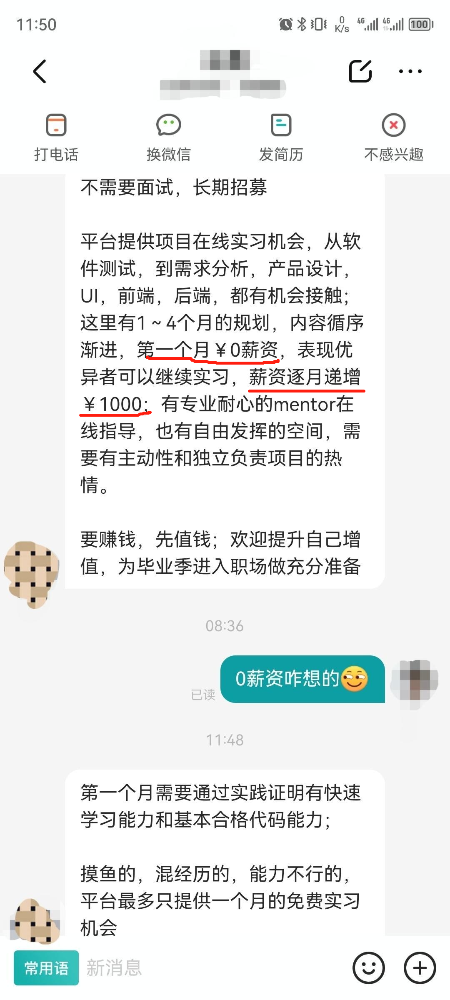 11:50
0
K/s
4G
4G
100
打电话
换微信
发简历
不感兴趣
不需要面试，长期招募
平台提供项目在线实习机会，从软
件测试，到需求分析，产品设计，
UI，前端，后端，都有机会接触；
这里有1~4个月的规划，内容循序
渐进，第一个月￥0薪资，表现优
异者可以继续实习，薪资逐月递增
￥1000；有专业耐心的mentor在
线指导，也有自由发挥的空间，需
要有主动性和独立负责项目的热
情。
要赚钱，先值钱；欢迎提升自己增
值，为毕业季进入职场做充分准备
08:36
0薪资咋想的
已读
11:48
第一个月需要通过实践证明有快速
学习能力和基本合格代码能力；
摸鱼的，混经历的，能力不行的，
平台最多只提供一个月的免费实习
机会
常用语
新消息